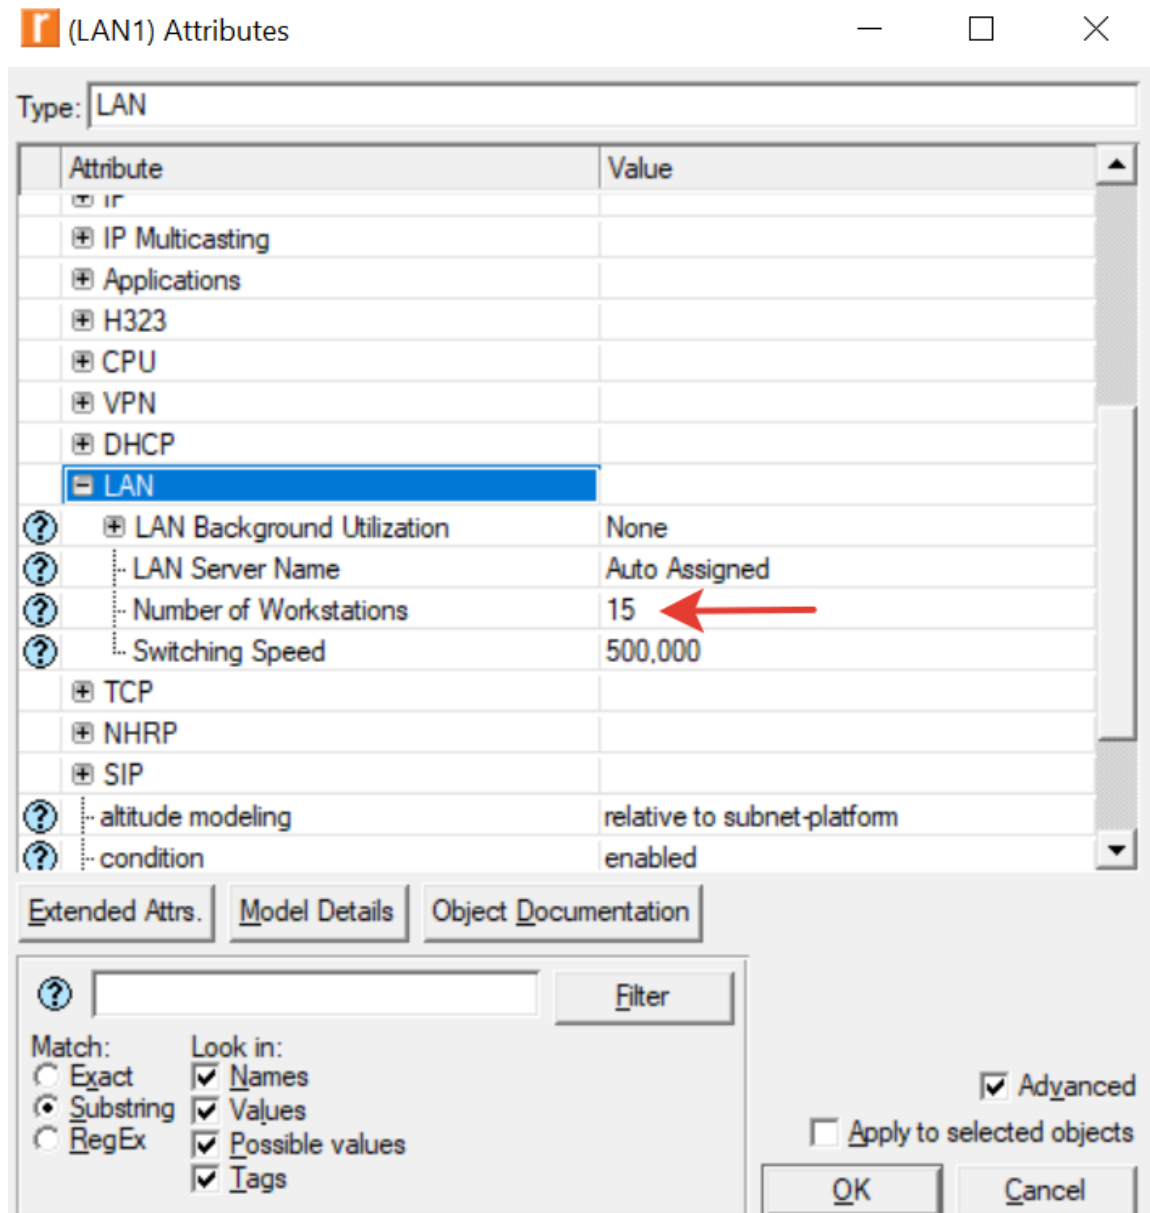 (LAN1) Attributes
Type: LAN
Attribute Value
IP
IP Multicasting
Applications
H323
CPU
VPN
DHCP
LAN
LAN Background Utilization None
LAN Server Name Auto Assigned
Number of Workstations 15
Switching Speed 500,000
TCP
NHRP
SIP
altitude modeling relative to subnet-platform
condition enabled
Extended Attrs. Model Details Object Documentation
Filter
Match: Look in:
Exact Names
Substring Values
RegEx Possible values
Tags
Advanced
Apply to selected objects
OK Cancel